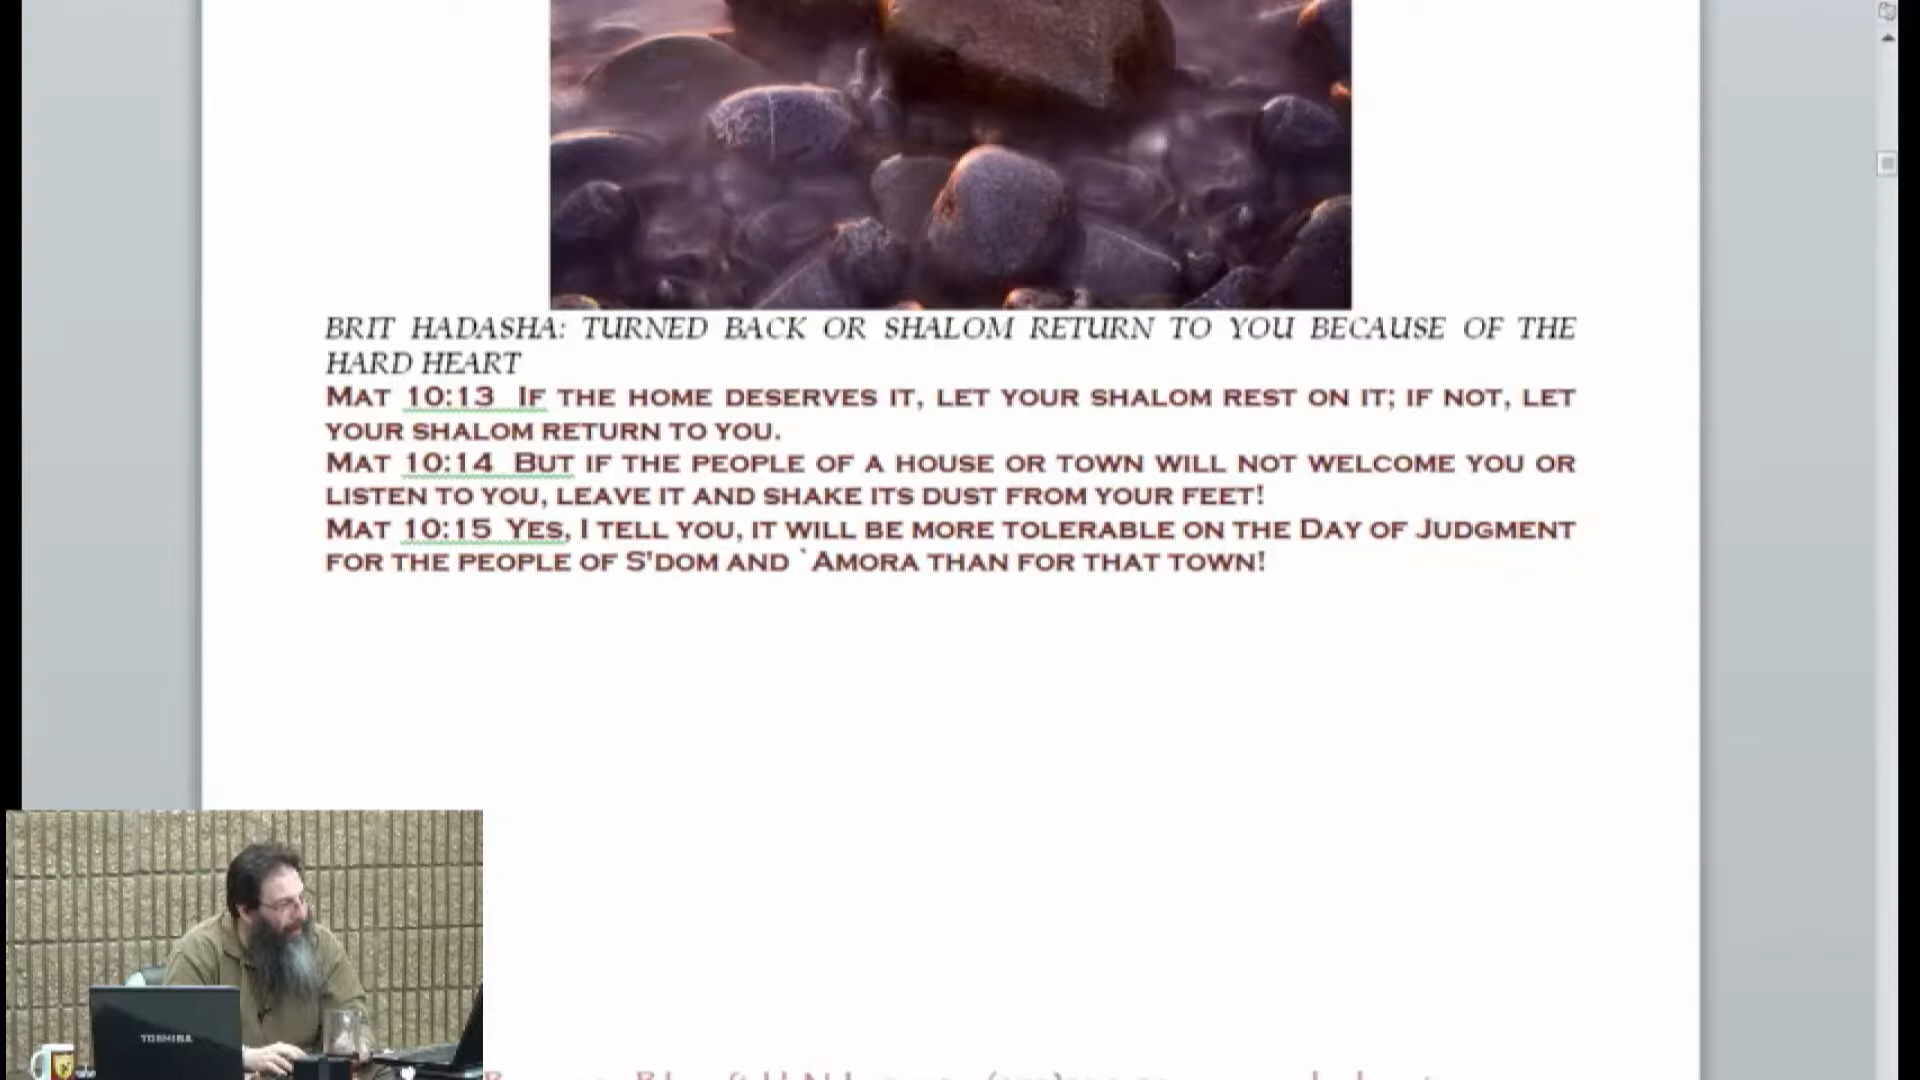 BRIT HADASHA: TURNED BACK OR SHALOM RETURN TO YOU BECAUSE OF THE
HARD HEART
MAT 10:13 IF THE HOME DESERVES IT, LET YOUR SHALOM REST ON IT; IF NOT, LET
YOUR SHALOM RETURN TO YOU.
MAT 10:14 BUT IF THE PEOPLE OF A HOUSE OR TOWN WILL NOT WELCOME YOU OR
LISTEN TO YOU, LEAVE IT AND SHAKE ITS DUST FROM YOUR FEET!
MAT 10:15 YES, I TELL YOU, IT WILL BE MORE TOLERABLE ON THE DAY OF JUDGMENT
FOR THE PEOPLE OF S'DOM AND `AMORA THAN FOR THAT TOWN!
TOSHIBA